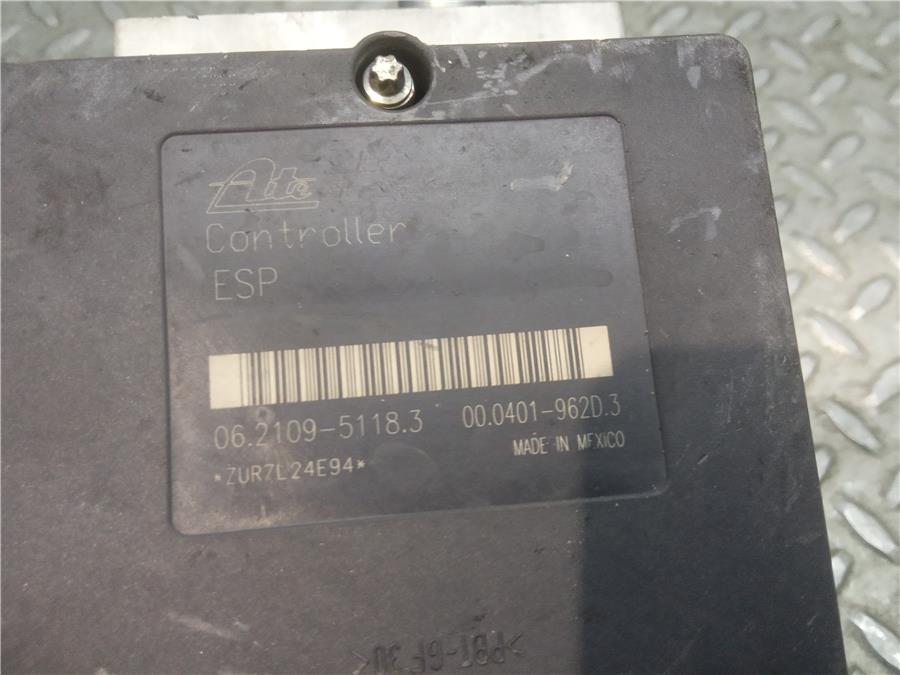 Ate
Controller
ESP
06.2109-5118.3 00.0401-962D.3
*ZUR7L24E94* MADE IN MEXICO
>PBT-GF30<